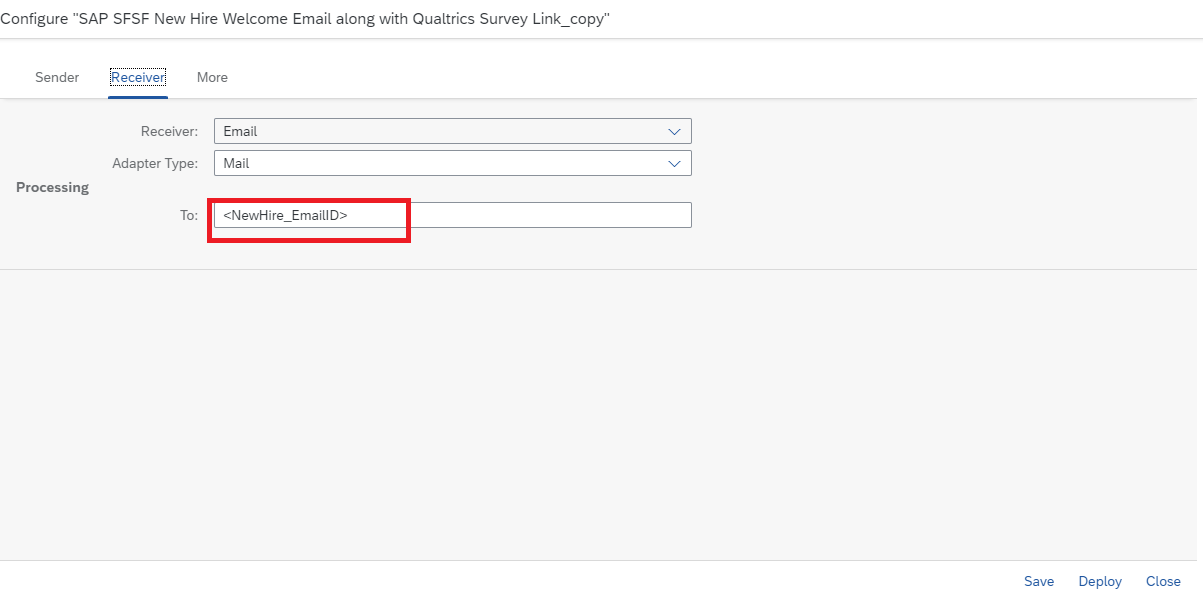 Configure "SAP SFSF New Hire Welcome Email along with Qualtrics Survey Link_copy"
Sender Receiver More
Receiver: Email
Adapter Type: Mail
Processing
To: <NewHire_EmailID>
Save Deploy Close